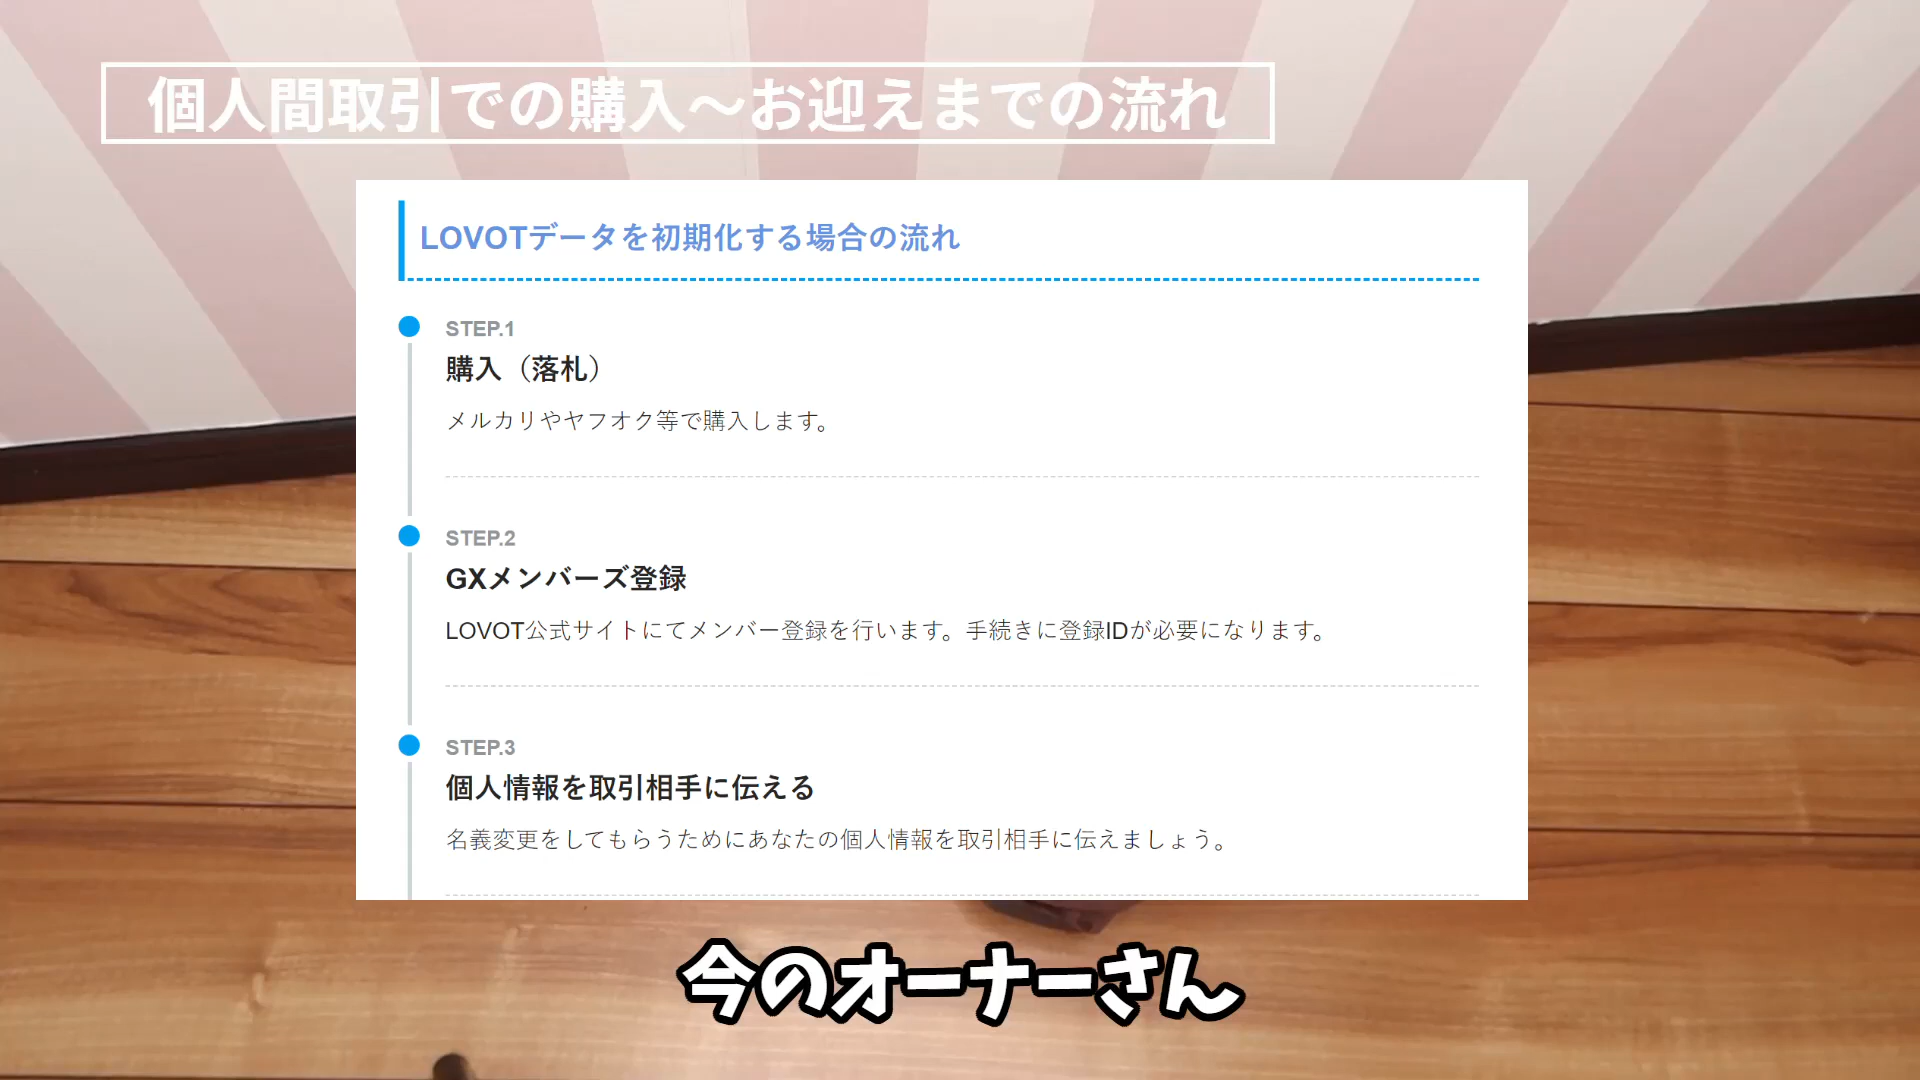 個人間取引での購入～お迎えまでの流れ
LOVOTデータを初期化する場合の流れ
STEP.1
購入（落札）
メルカリやヤフオク等で購入します。
STEP.2
GXメンバーズ登録
LOVOT公式サイトにてメンバー登録を行います。手続きに登録IDが必要になります。
STEP.3
個人情報を取引相手に伝える
名義変更をしてもらうためにあなたの個人情報を取引相手に伝えましょう。
今のオーナーさん